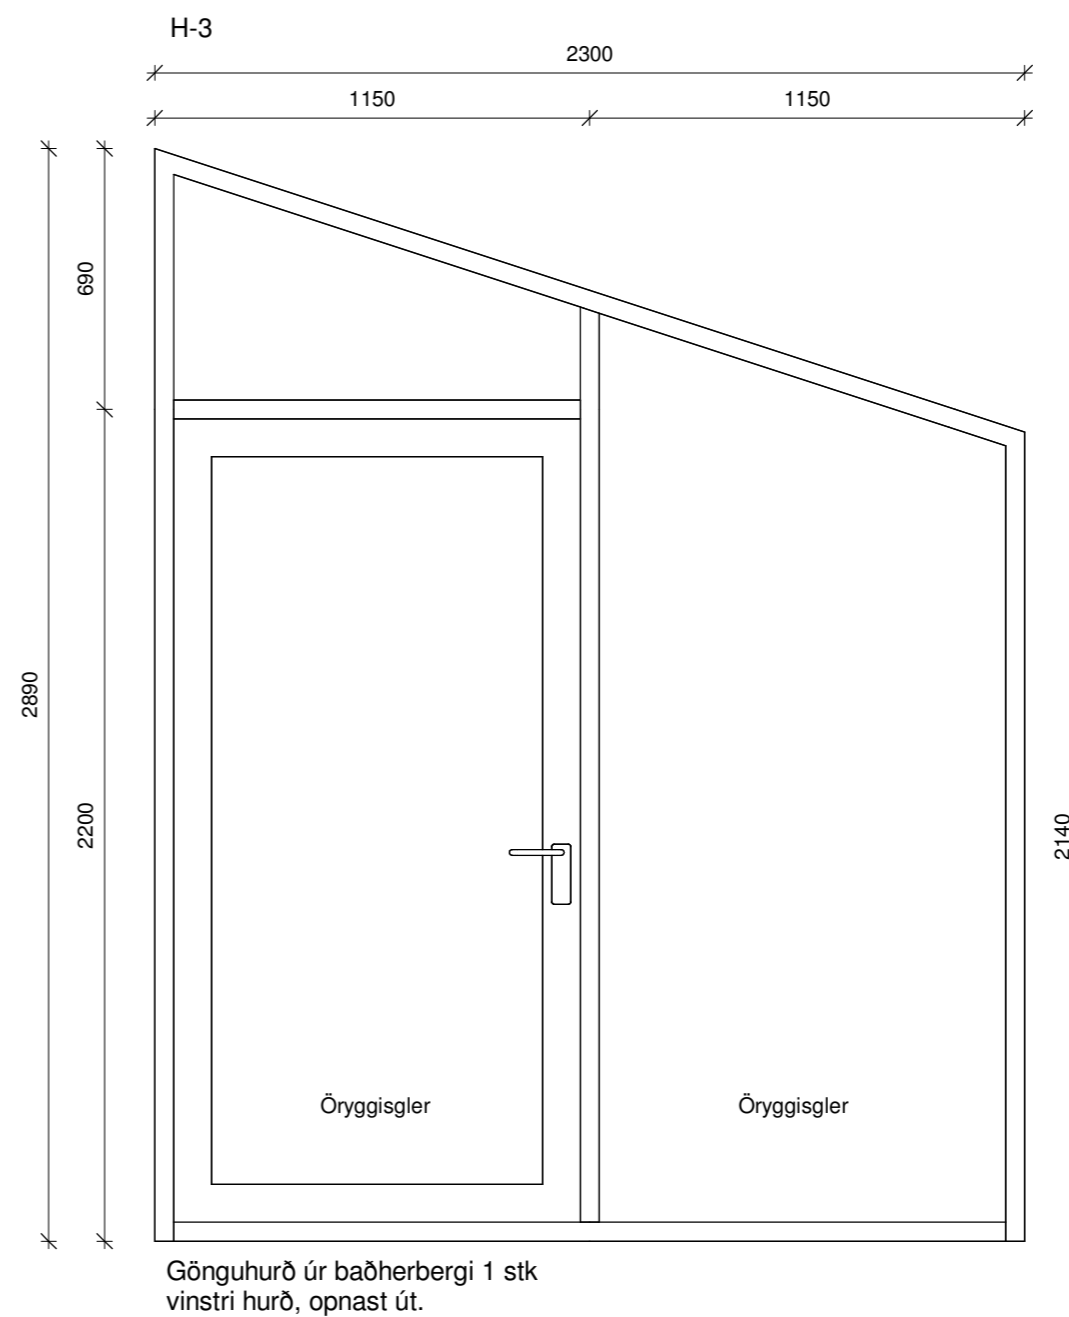 H-3
2300
1150
1150
690
2890
2200
2140
Öryggisgler
Öryggisgler
Gönguhurð úr baðherbergi 1 stk
vinstri hurð, opnast út.